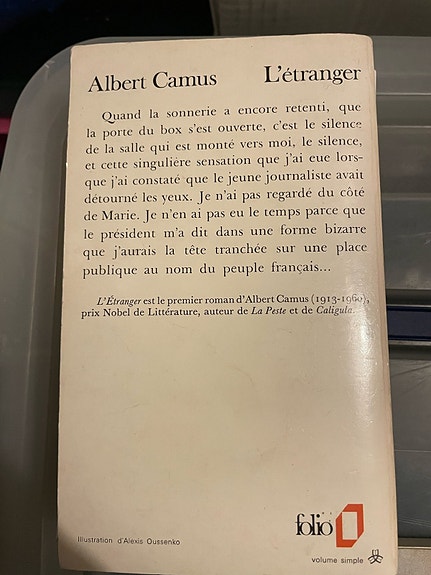 Albert Camus L'étranger
Quand la sonnerie a encore retenti, que
la porte du box s'est ouverte, c'est le silence
de la salle qui est monté vers moi, le silence,
et cette singulière sensation que j'ai eue lors-
que j'ai constaté que le jeune journaliste avait
détourné les yeux. Je n'ai pas regardé du côté
de Marie. Je n'en ai pas eu le temps parce que
le président m'a dit dans une forme bizarre
que j'aurais la tête tranchée sur une place
publique au nom du peuple français...
L'Étranger est le premier roman d'Albert Camus (1913-1960),
prix Nobel de Littérature, auteur de La Peste et de Caligula.
Illustration d'Alexis Oussenko
folio
volume simple